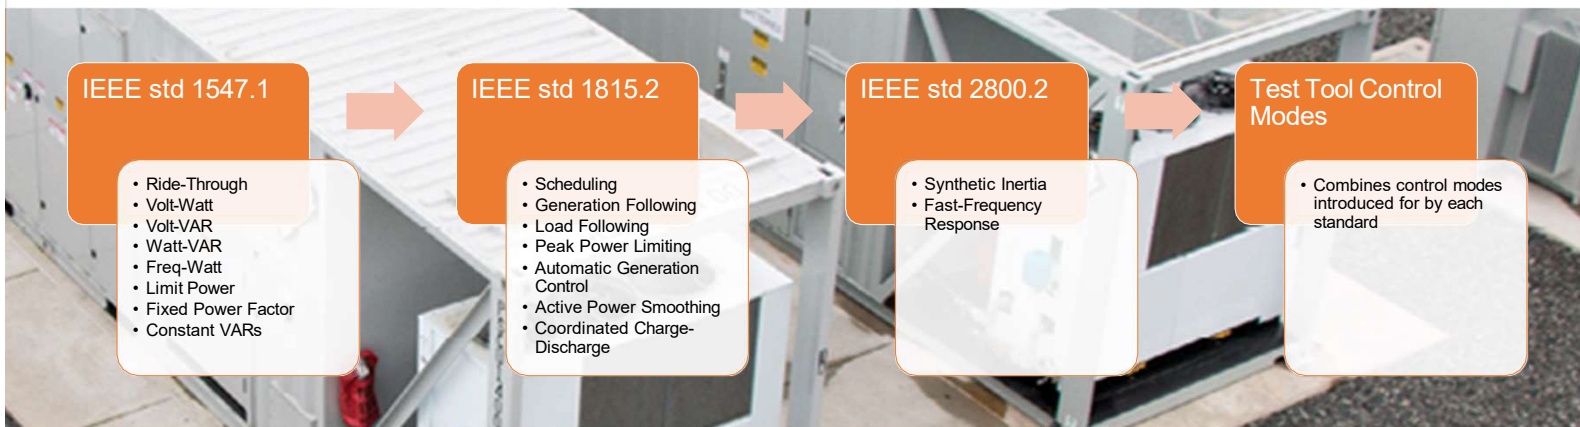 IEEE std 1547.1
• Ride-Through
• Volt-Watt
• Volt-VAR
• Watt-VAR
• Freq-Watt
• Limit Power
• Fixed Power Factor
• Constant VARs
IEEE std 1815.2
• Scheduling
• Generation Following
• Load Following
• Peak Power Limiting
• Automatic Generation
Control
• Active Power Smoothing
• Coordinated Charge-
Discharge
IEEE std 2800.2
• Synthetic Inertia
• Fast-Frequency
Response
Test Tool Control
Modes
• Combines control modes
introduced for by each
standard